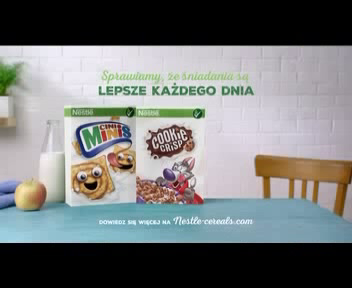 Sprawiamy, że śniadania są
LEPSZE KAŻDEGO DNIA
Nestlé
Nestlé
CINI
MINIS
COOKIE
CRISP
DOWIEDZ SIĘ WIĘCEJ NA Nestle-cereals.com